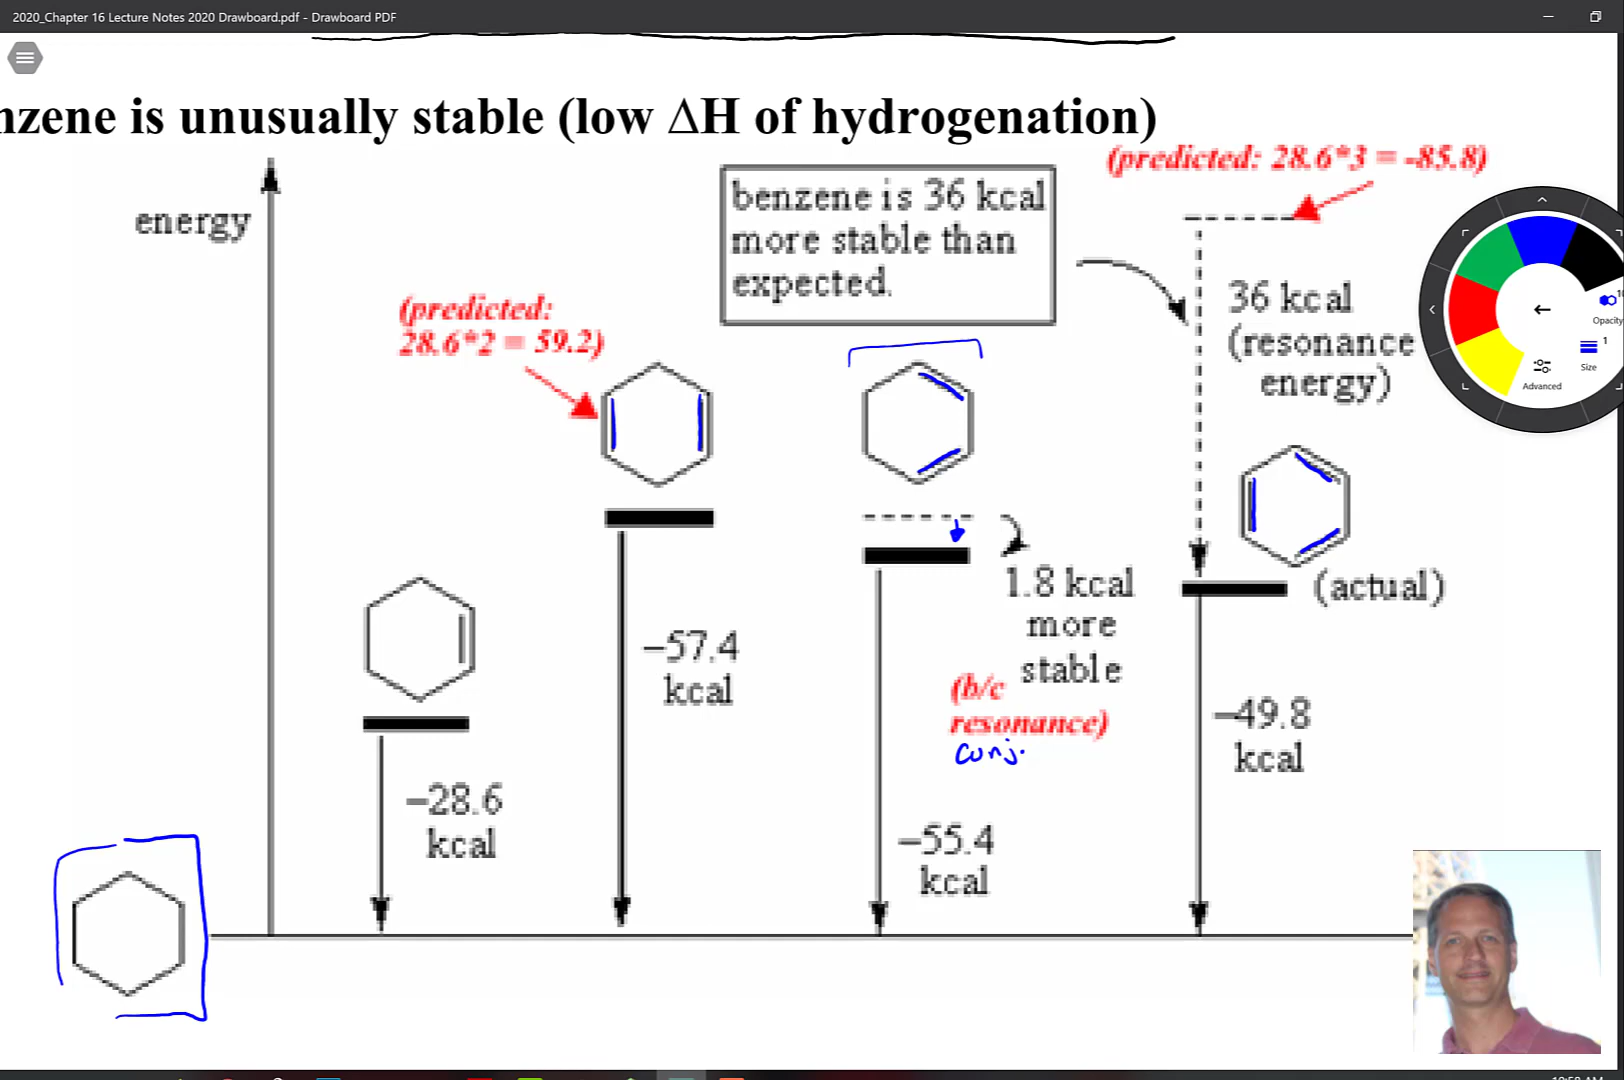 2020_Chapter 16 Lecture Notes 2020 Drawboard.pdf - Drawboard PDF
nzene is unusually stable (low ΔH of hydrogenation)
(predicted: 28.6*3 = -85.8)
energy
benzene is 36 kcal
more stable than
expected.
36 kcal
(resonance
energy)
(predicted:
28.6*2 = 59.2)
Opacity
1
Size
Advanced
(actual)
1.8 kcal
more
stable
(b/c
resonance)
conj.
−57.4
kcal
−49.8
kcal
−28.6
kcal
−55.4
kcal